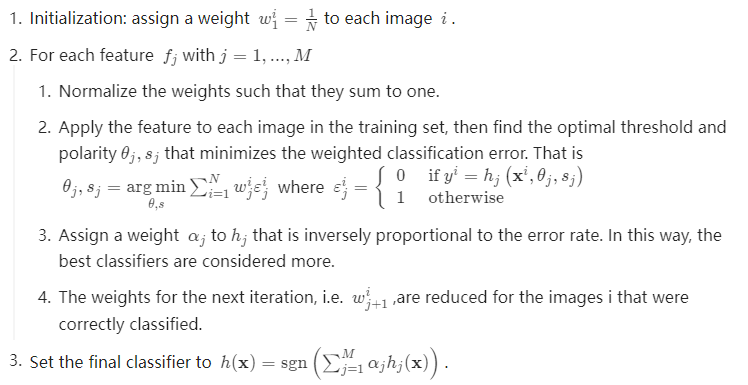 1. Initialization: assign a weight $w_1^i = \frac{1}{N}$ to each image $i$ .
2. For each feature $f_j$ with $j = 1, ..., M$
1. Normalize the weights such that they sum to one.
2. Apply the feature to each image in the training set, then find the optimal threshold and
polarity $\theta_j, s_j$ that minimizes the weighted classification error. That is
$\theta_j, s_j = \underset{\theta, s}{\arg\min} \sum_{i=1}^{N} w_j^i \varepsilon_j^i$ where $\varepsilon_j^i = \begin{cases} 0 & \text{if } y^i = h_j(\mathbf{x}^i, \theta_j, s_j) \\ 1 & \text{otherwise} \end{cases}$
3. Assign a weight $\alpha_j$ to $h_j$ that is inversely proportional to the error rate. In this way, the
best classifiers are considered more.
4. The weights for the next iteration, i.e. $w_{j+1}^i$ ,are reduced for the images i that were
correctly classified.
3. Set the final classifier to $h(\mathbf{x}) = \text{sgn}\left(\sum_{j=1}^{M} \alpha_j h_j(\mathbf{x})\right)$ .